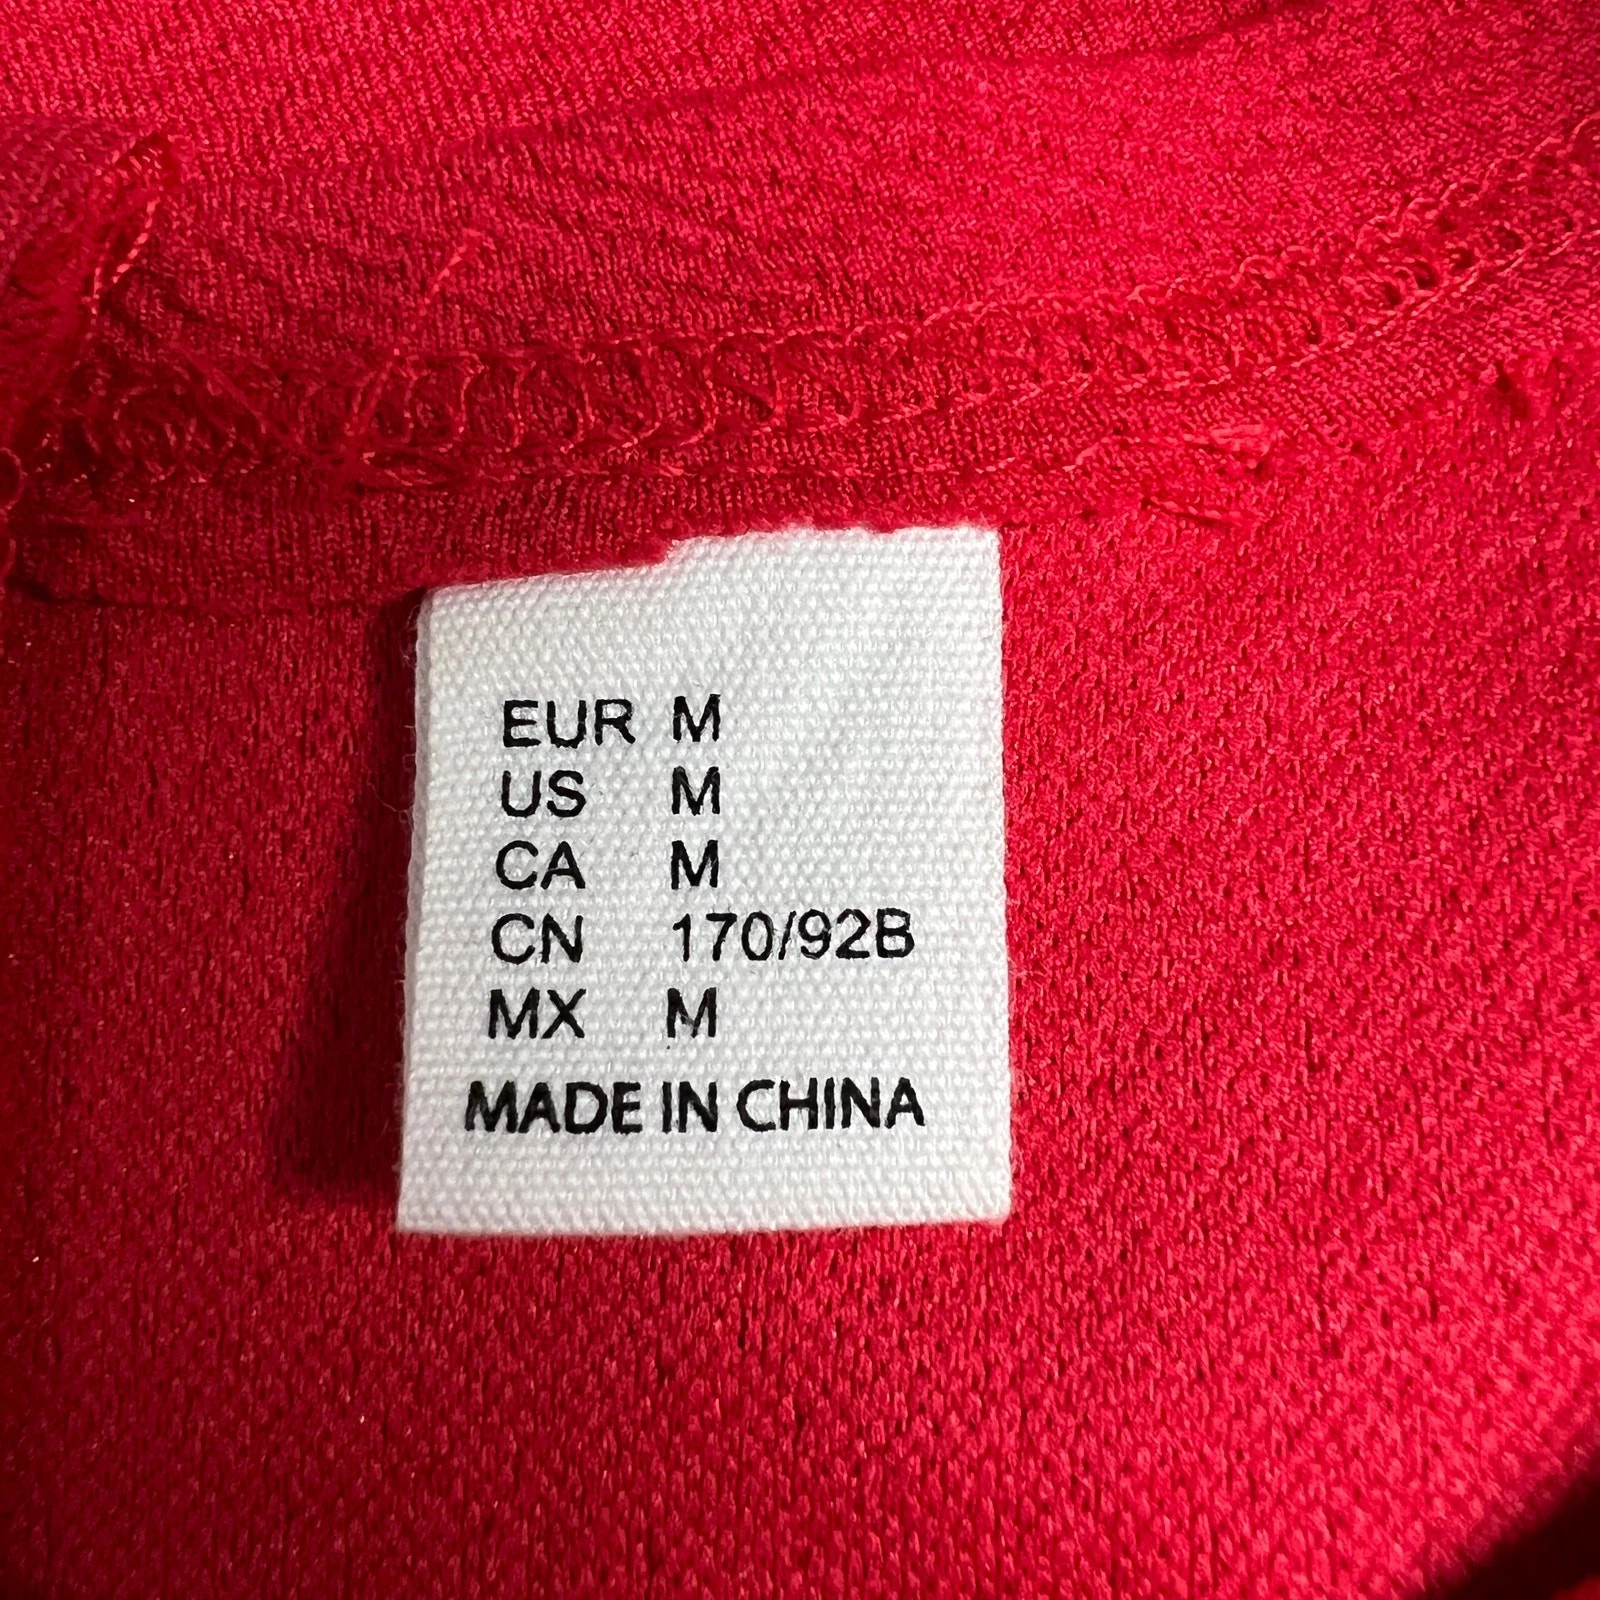 EUR M
US M
CA M
CN 170/92B
MX M
MADE IN CHINA